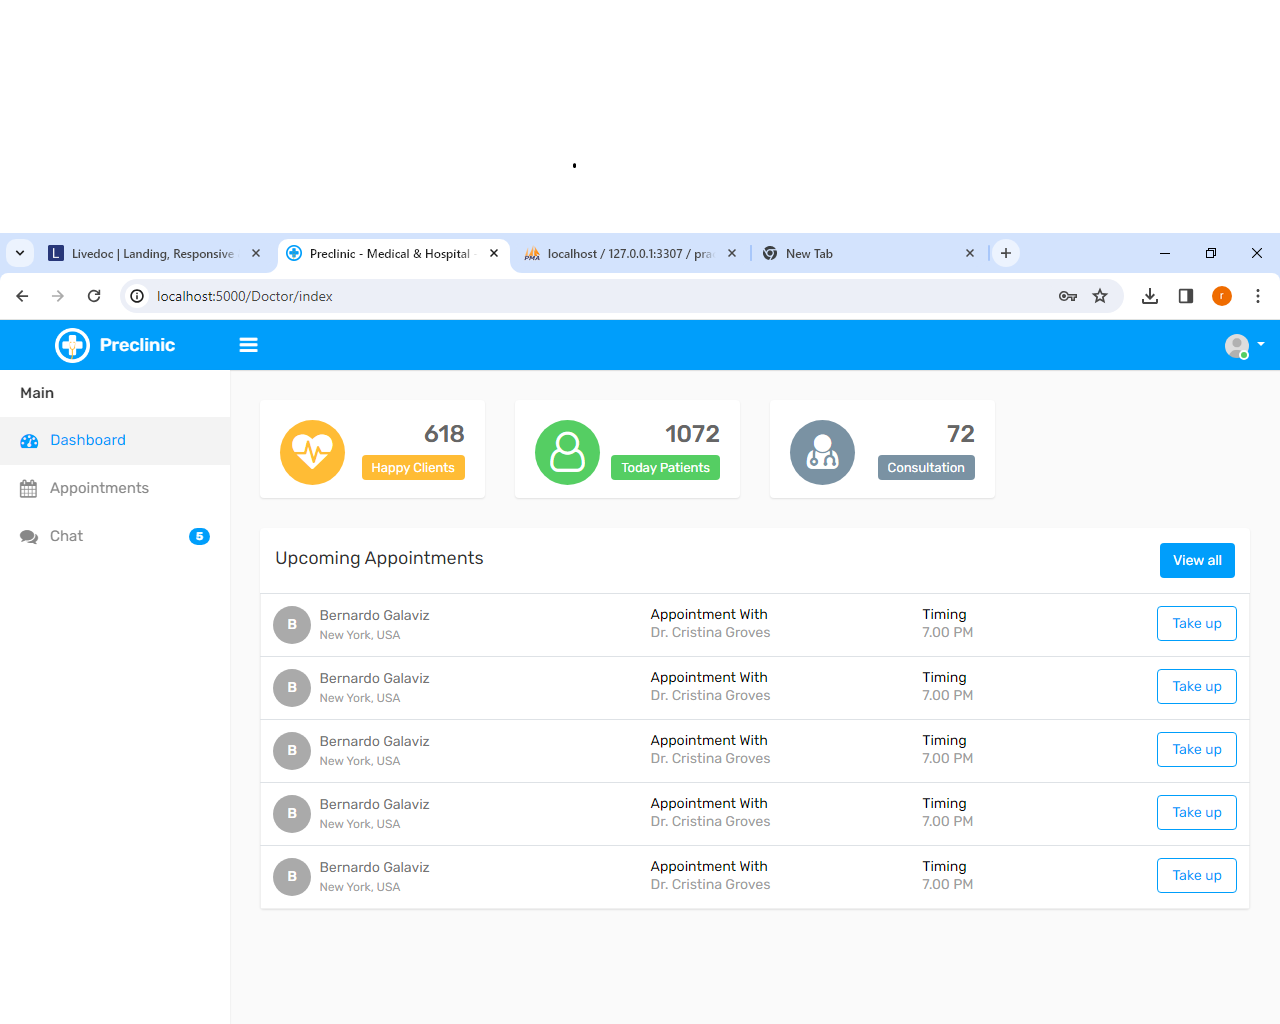 Livedoc | Landing, Responsive
Preclinic - Medical & Hospital -
PMA
localhost / 127.0.0.1:3307 / prac
New Tab
localhost:5000/Doctor/index
r
Preclinic
Main
Dashboard
Appointments
Chat
5
618
Happy Clients
1072
Today Patients
72
Consultation
Upcoming Appointments
View all
B
Bernardo Galaviz
New York, USA
Appointment With
Dr. Cristina Groves
Timing
7.00 PM
Take up
B
Bernardo Galaviz
New York, USA
Appointment With
Dr. Cristina Groves
Timing
7.00 PM
Take up
B
Bernardo Galaviz
New York, USA
Appointment With
Dr. Cristina Groves
Timing
7.00 PM
Take up
B
Bernardo Galaviz
New York, USA
Appointment With
Dr. Cristina Groves
Timing
7.00 PM
Take up
B
Bernardo Galaviz
New York, USA
Appointment With
Dr. Cristina Groves
Timing
7.00 PM
Take up